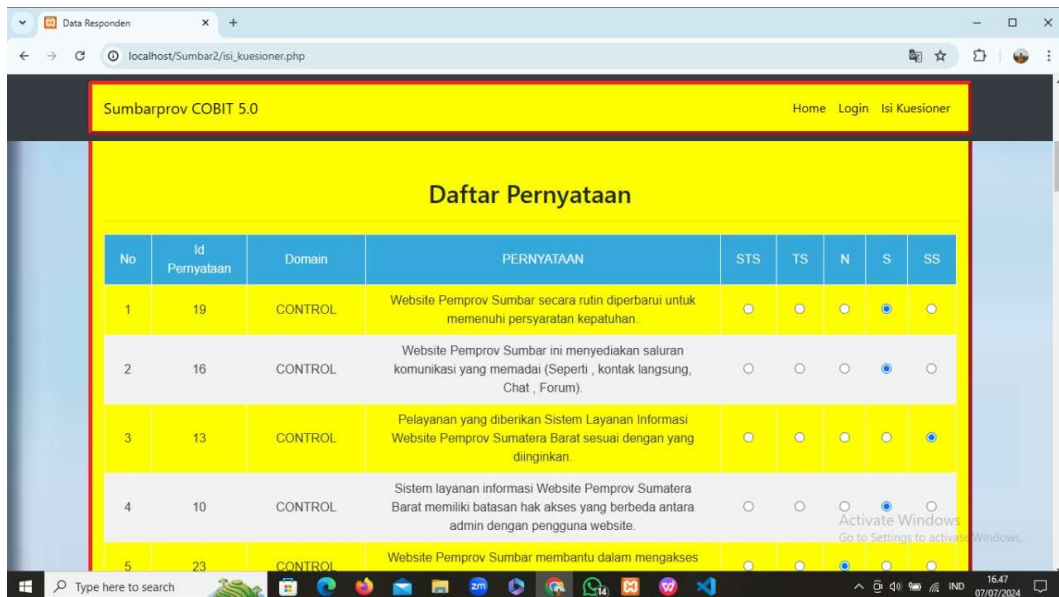 Data Responden
localhost/Sumbar2/isi_kuesioner.php
Sumbarprov COBIT 5.0 Home Login Isi Kuesioner
Daftar Pernyataan
No Id Pernyataan Domain PERNYATAAN STS TS N S SS
1 19 CONTROL Website Pemprov Sumbar secara rutin diperbarui untuk
memenuhi persyaratan kepatuhan.
2 16 CONTROL Website Pemprov Sumbar ini menyediakan saluran
komunikasi yang memadai (Seperti , kontak langsung,
Chat , Forum).
3 13 CONTROL Pelayanan yang diberikan Sistem Layanan Informasi
Website Pemprov Sumatera Barat sesuai dengan yang
diinginkan.
4 10 CONTROL Sistem layanan informasi Website Pemprov Sumatera
Barat memiliki batasan hak akses yang berbeda antara
admin dengan pengguna website.
Activate Windows
Go to Settings to activate Windows.
5 23 CONTROL Website Pemprov Sumbar membantu dalam mengakses
Type here to search
zm
IND
16.47
07/07/2024